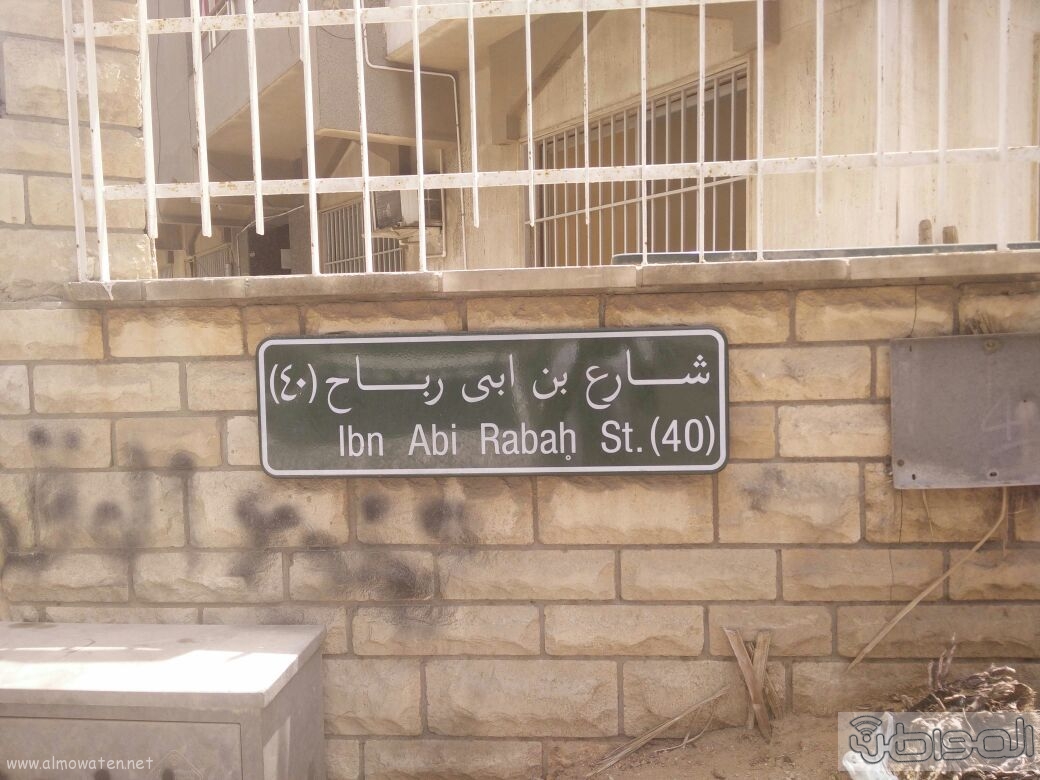 شارع بن ابى رباح (٤٠)
Ibn Abi Rabaḥ St. (40)
www.almowaten.net
المواطن